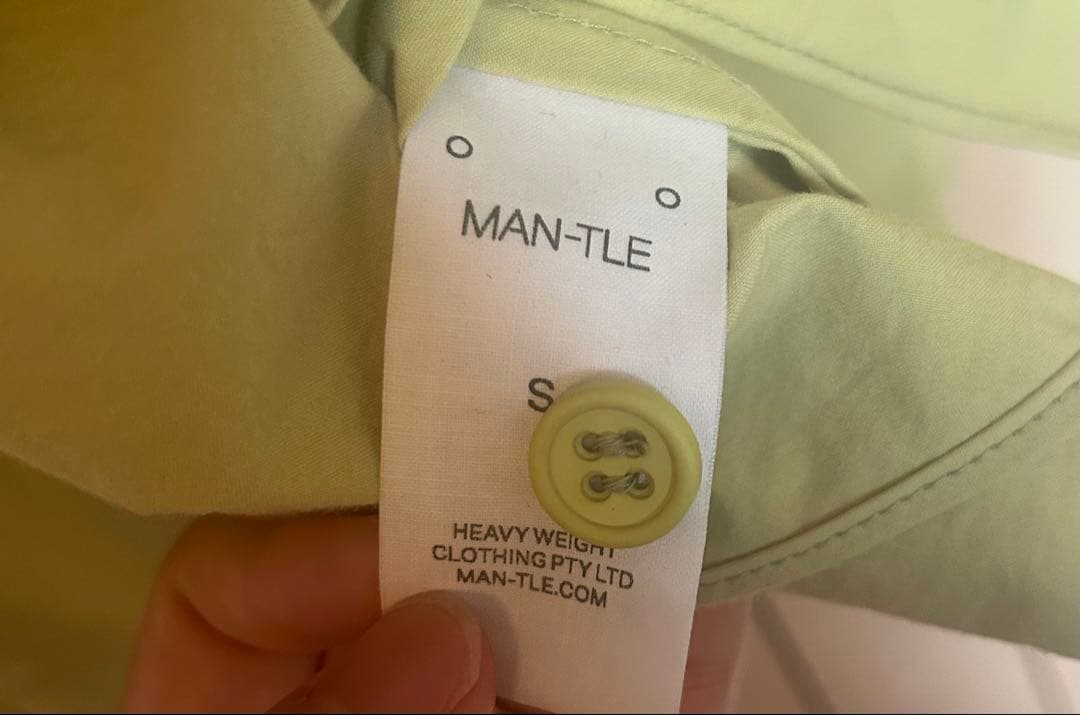 MAN-TLE
S
HEAVY WEIGHT
CLOTHING PTY LTD
MAN-TLE.COM